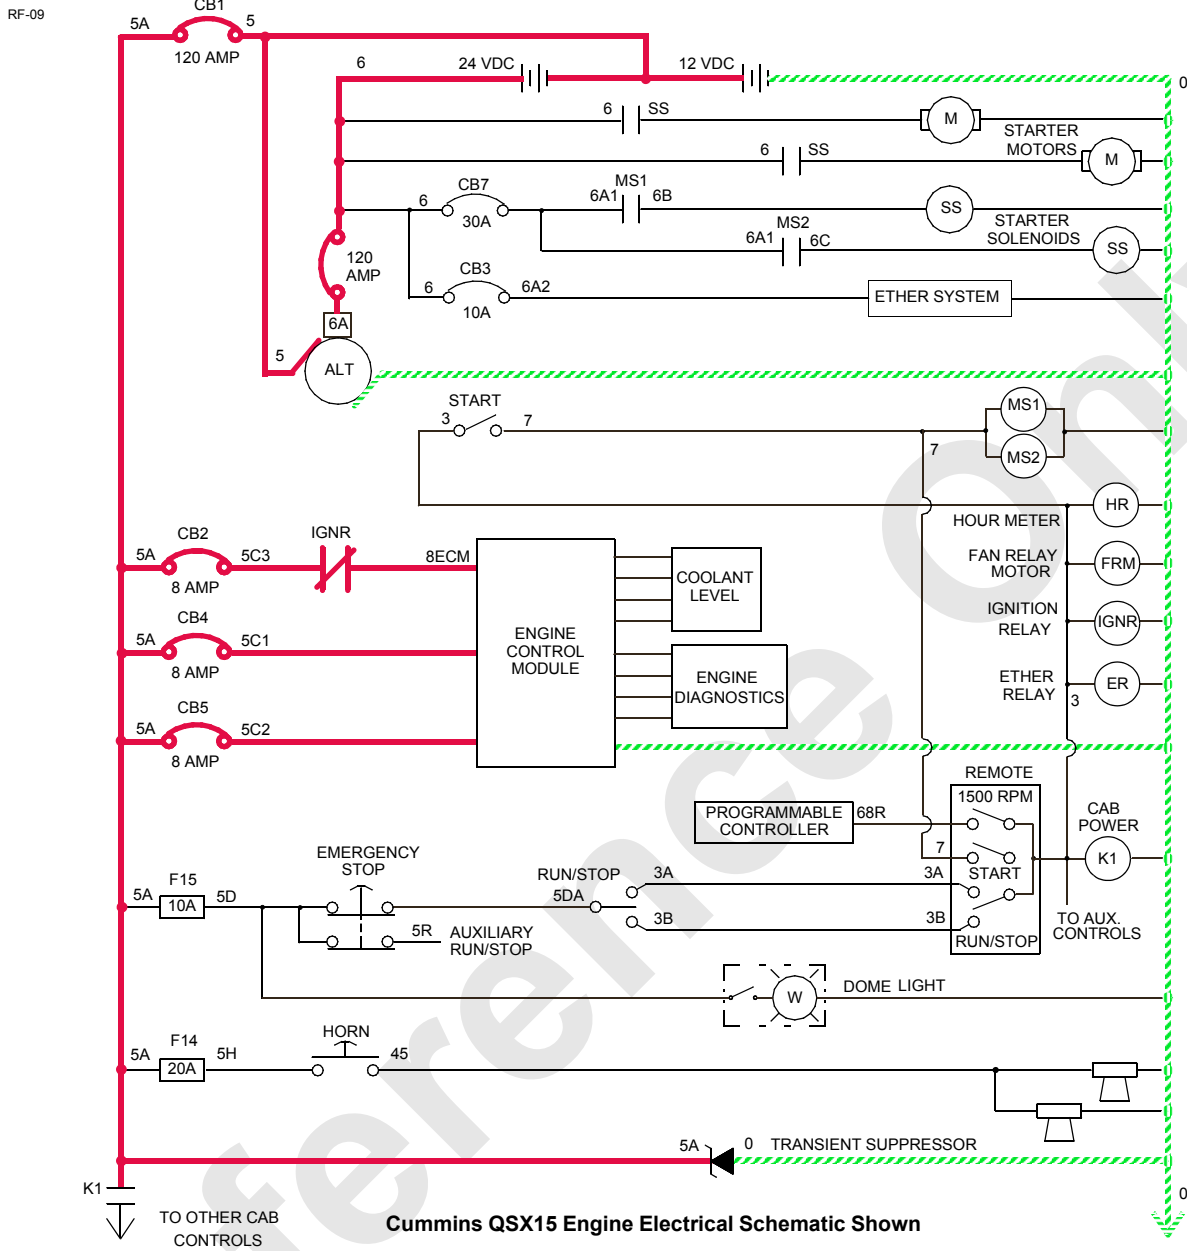 RF-09
CB1
5A
5
120 AMP
0
6
24 VDC
12 VDC
6
SS
M
STARTER
MOTORS
6
SS
M
CB7
6
30A
MS1
6A1
6B
SS
MS2
6A1
6C
STARTER
SOLENOIDS
SS
120
AMP
CB3
6
10A
6A2
ETHER SYSTEM
6A
5
ALT
START
3
7
7
MS1
MS2
HOUR METER
HR
FAN RELAY
MOTOR
FRM
IGNITION
RELAY
IGNR
ETHER
RELAY
ER
3
CB2
5A
5C3
8 AMP
IGNR
8ECM
CB4
5A
5C1
8 AMP
CB5
5A
5C2
8 AMP
ENGINE
CONTROL
MODULE
COOLANT
LEVEL
ENGINE
DIAGNOSTICS
REMOTE
1500 RPM
PROGRAMMABLE
CONTROLLER
68R
7
START
3A
3B
RUN/STOP
CAB
POWER
K1
TO AUX.
CONTROLS
EMERGENCY
STOP
F15
5A
10A
5D
RUN/STOP
5DA
3A
3B
5R
AUXILIARY
RUN/STOP
W
DOME LIGHT
F14
5A
20A
5H
HORN
45
5A
0
TRANSIENT SUPPRESSOR
K1
0
TO OTHER CAB
CONTROLS
Cummins QSX15 Engine Electrical Schematic Shown